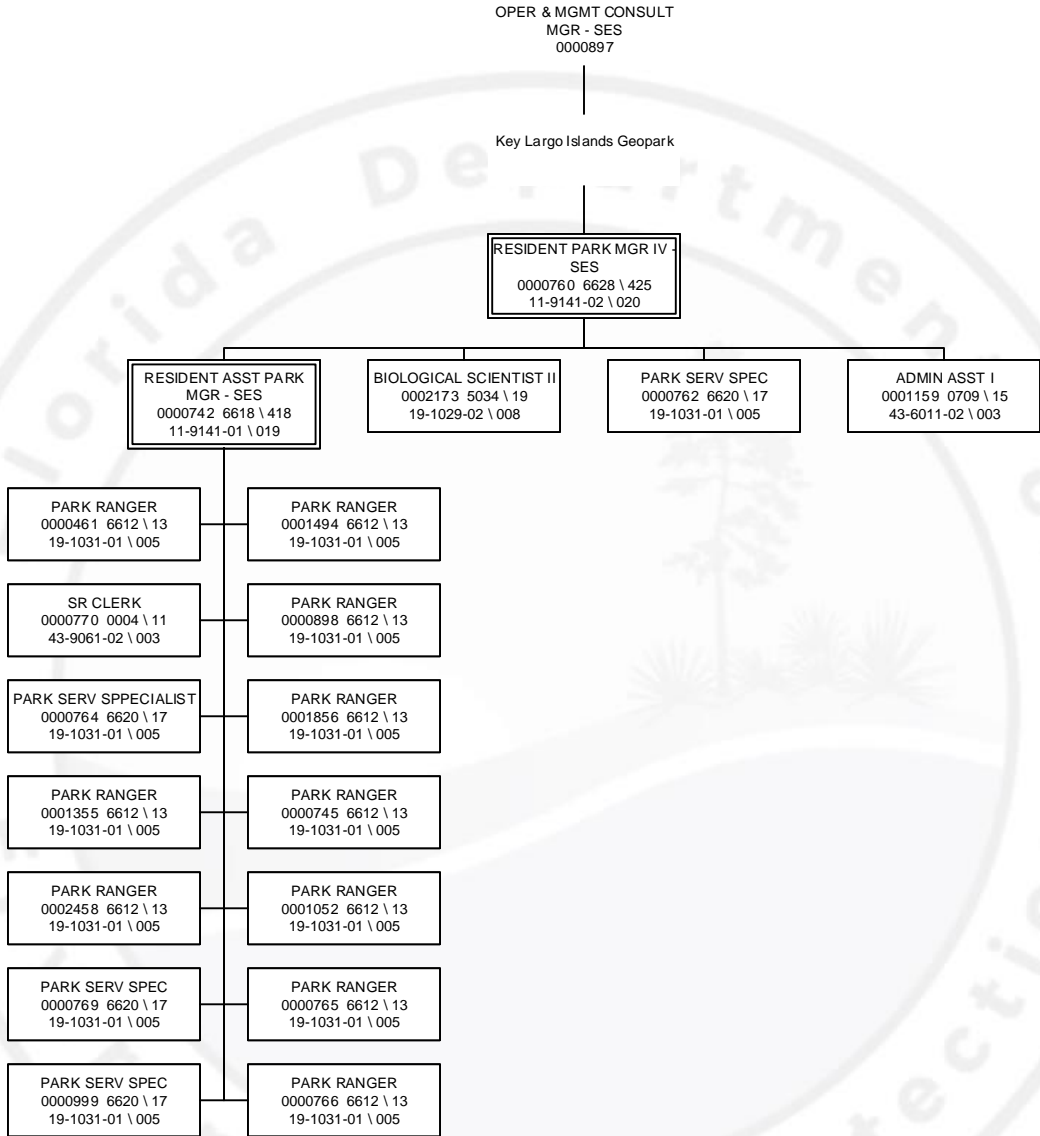 OPER & MGMT CONSULT
MGR - SES
0000897
Key Largo Islands Geopark
RESIDENT PARK MGR IV -
SES
0000760 6628 \ 425
11-9141-02 \ 020
RESIDENT ASST PARK
MGR - SES
0000742 6618 \ 418
11-9141-01 \ 019
BIOLOGICAL SCIENTIST II
0002173 5034 \ 19
19-1029-02 \ 008
PARK SERV SPEC
0000762 6620 \ 17
19-1031-01 \ 005
ADMIN ASST I
0001159 0709 \ 15
43-6011-02 \ 003
PARK RANGER
0000461 6612 \ 13
19-1031-01 \ 005
PARK RANGER
0001494 6612 \ 13
19-1031-01 \ 005
SR CLERK
0000770 0004 \ 11
43-9061-02 \ 003
PARK RANGER
0000898 6612 \ 13
19-1031-01 \ 005
PARK SERV SPPECIALIST
0000764 6620 \ 17
19-1031-01 \ 005
PARK RANGER
0001856 6612 \ 13
19-1031-01 \ 005
PARK RANGER
0001355 6612 \ 13
19-1031-01 \ 005
PARK RANGER
0000745 6612 \ 13
19-1031-01 \ 005
PARK RANGER
0002458 6612 \ 13
19-1031-01 \ 005
PARK RANGER
0001052 6612 \ 13
19-1031-01 \ 005
PARK SERV SPEC
0000769 6620 \ 17
19-1031-01 \ 005
PARK RANGER
0000765 6612 \ 13
19-1031-01 \ 005
PARK SERV SPEC
0000999 6620 \ 17
19-1031-01 \ 005
PARK RANGER
0000766 6612 \ 13
19-1031-01 \ 005